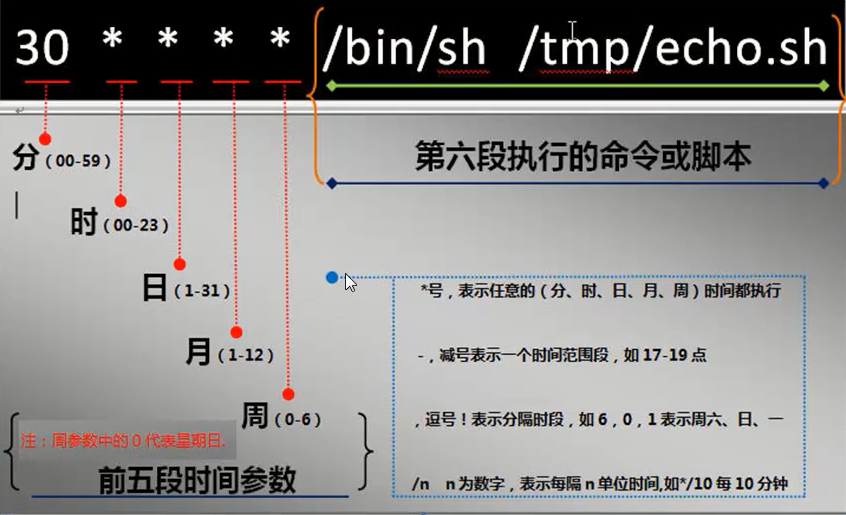 30 * * * * /bin/sh /tmp/echo.sh
分（00-59）
第六段执行的命令或脚本
时（00-23）
日（1-31）
*号，表示任意的（分、时、日、月、周）时间都执行
月（1-12）
-，减号表示一个时间范围段，如 17-19 点
周（0-6）
，逗号！表示分隔时段，如 6，0，1 表示周六、日、一
注：周参数中的 0 代表星期日。
前五段时间参数
/n n 为数字，表示每隔 n 单位时间,如*/10 每 10 分钟